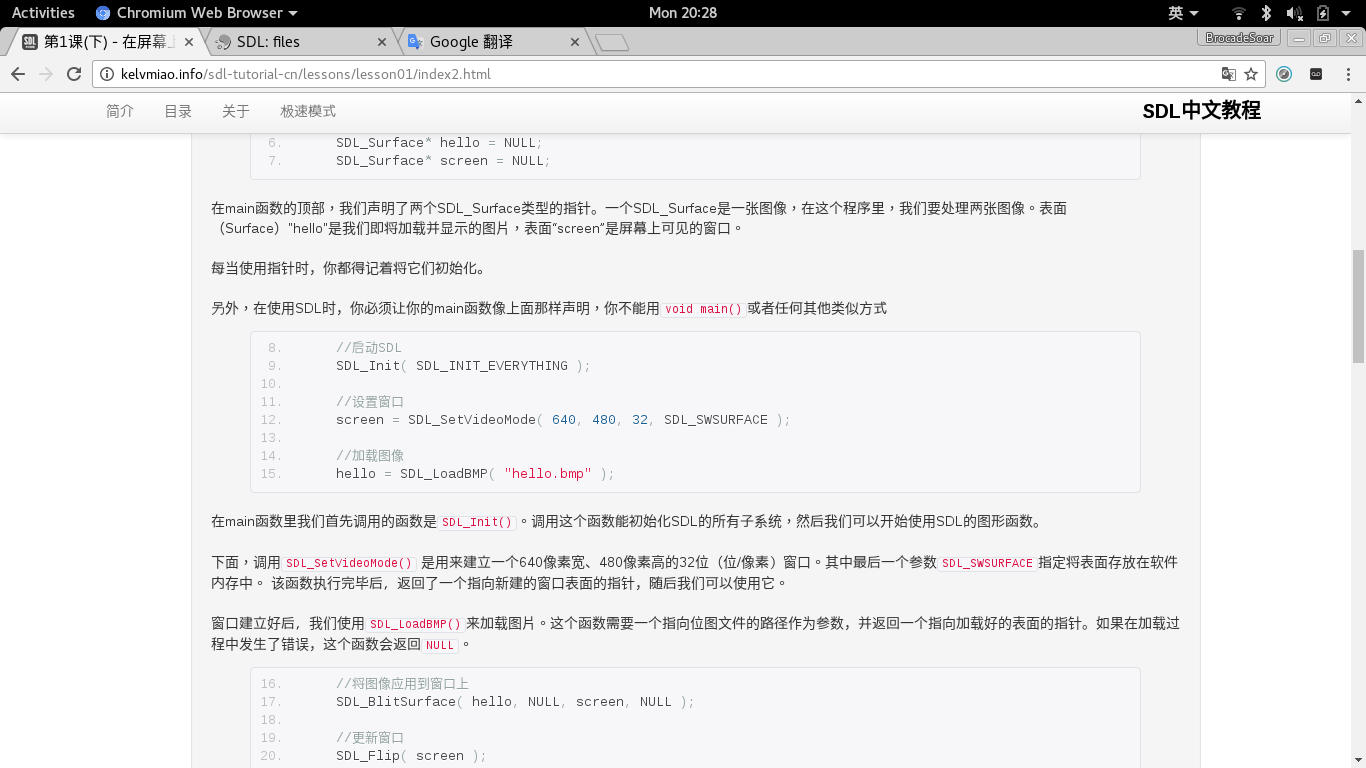 Activities Chromium Web Browser Mon 20:28 英
第1课(下) - 在屏幕上 SDL: files Google 翻译 BrocadeSoar
kelvmiao.info/sdl-tutorial-cn/lessons/lesson01/index2.html
简介 目录 关于 极速模式 SDL中文教程
6. SDL_Surface* hello = NULL;
7. SDL_Surface* screen = NULL;
在main函数的顶部，我们声明了两个SDL_Surface类型的指针。一个SDL_Surface是一张图像，在这个程序里，我们要处理两张图像。表面
（Surface）"hello"是我们即将加载并显示的图片，表面“screen”是屏幕上可见的窗口。
每当使用指针时，你都得记着将它们初始化。
另外，在使用SDL时，你必须让你的main函数像上面那样声明，你不能用 void main() 或者任何其他类似方式
8. //启动SDL
9. SDL_Init( SDL_INIT_EVERYTHING );
10.
11. //设置窗口
12. screen = SDL_SetVideoMode( 640, 480, 32, SDL_SWSURFACE );
13.
14. //加载图像
15. hello = SDL_LoadBMP( "hello.bmp" );
在main函数里我们首先调用的函数是 SDL_Init() 。调用这个函数能初始化SDL的所有子系统，然后我们可以开始使用SDL的图形函数。
下面，调用 SDL_SetVideoMode() 是用来建立一个640像素宽、480像素高的32位（位/像素）窗口。其中最后一个参数 SDL_SWSURFACE 指定将表面存放在软件
内存中。 该函数执行完毕后，返回了一个指向新建的窗口表面的指针，随后我们可以使用它。
窗口建立好后，我们使用 SDL_LoadBMP() 来加载图片。这个函数需要一个指向位图文件的路径作为参数，并返回一个指向加载好的表面的指针。如果在加载过
程中发生了错误，这个函数会返回 NULL 。
16. //将图像应用到窗口上
17. SDL_BlitSurface( hello, NULL, screen, NULL );
18.
19. //更新窗口
20. SDL_Flip( screen );